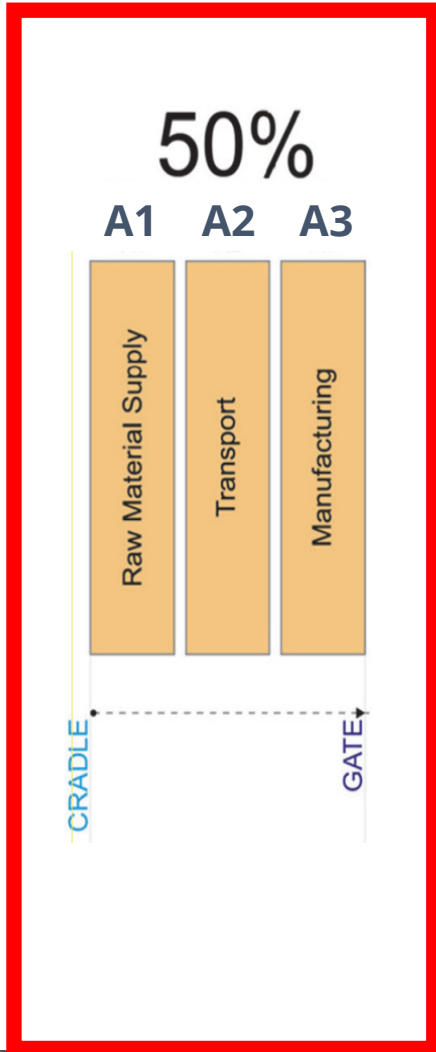 50%
A1 A2 A3
Raw Material Supply
Transport
Manufacturing
CRADLE
GATE